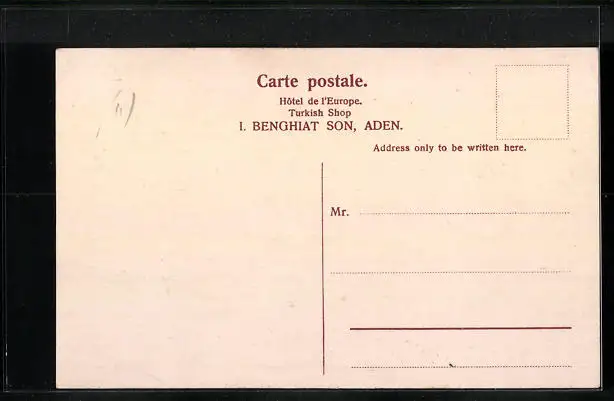 Carte postale.
Hôtel de l'Europe.
Turkish Shop
I. BENGHIAT SON, ADEN.
Address only to be written here.
Mr.